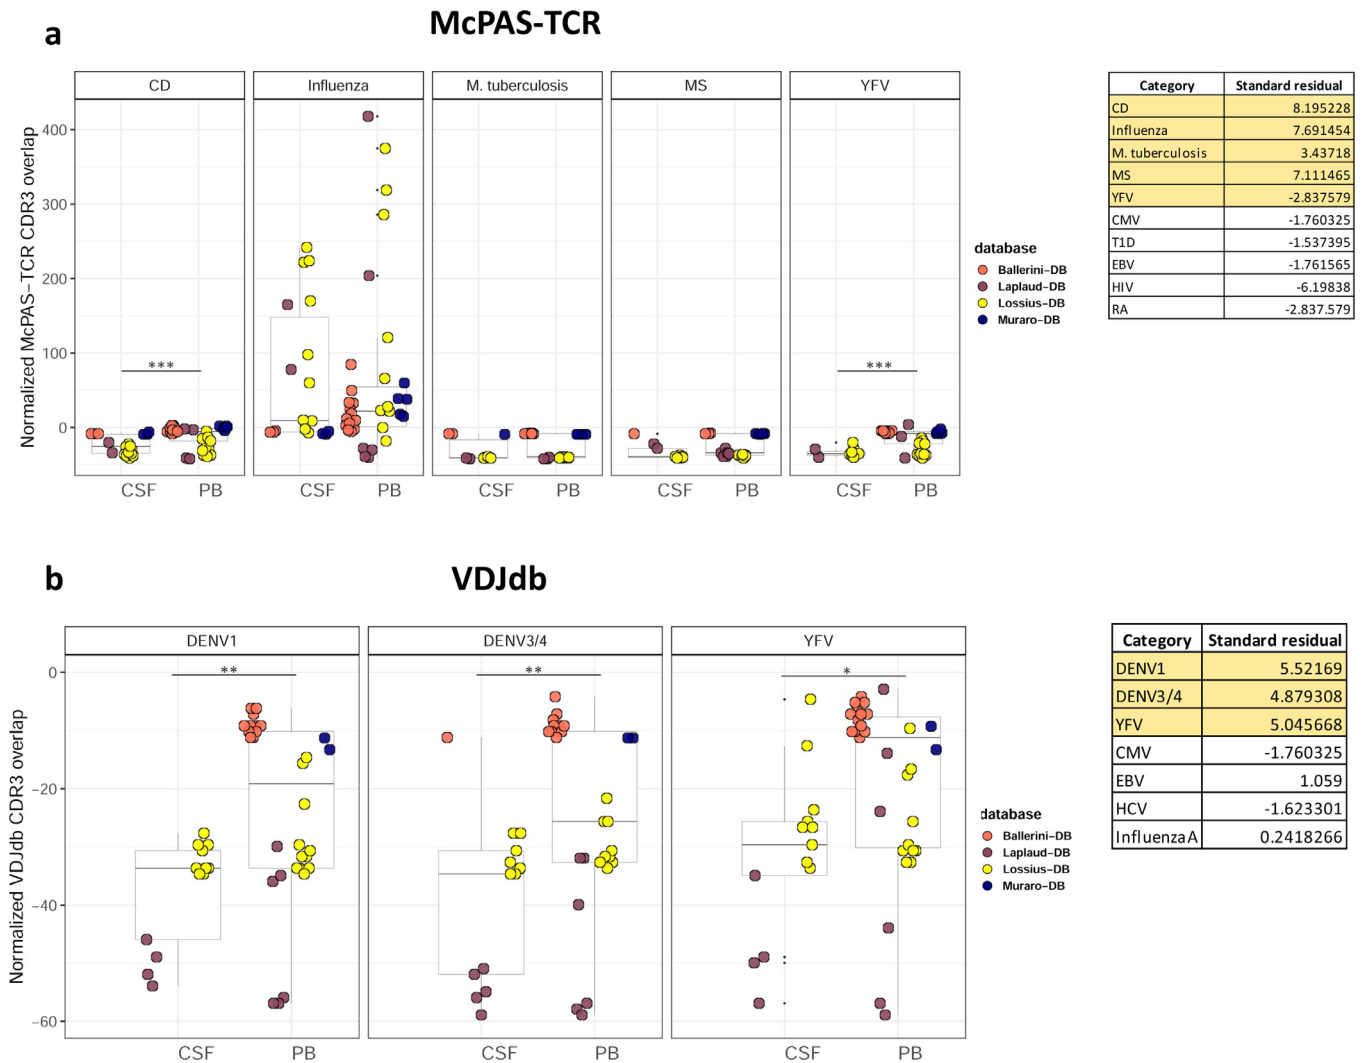 a
McPAS-TCR
CD
Influenza
M. tuberculosis
MS
YFV
Normalized McPAS−TCR CDR3 overlap
400
300
200
100
0
***
***
CSF PB
CSF PB
CSF PB
CSF PB
CSF PB
database
Ballerini−DB
Laplaud−DB
Lossius−DB
Muraro−DB
Category Standard residual
CD 8.195228
Influenza 7.691454
M. tuberculosis 3.43718
MS 7.111465
YFV -2.837579
CMV -1.760325
T1D -1.537395
EBV -1.761565
HIV -6.19838
RA -2.837.579
b
VDJdb
DENV1
DENV3/4
YFV
Normalized VDJdb CDR3 overlap
0
−20
−40
−60
**
**
*
CSF PB
CSF PB
CSF PB
database
Ballerini−DB
Laplaud−DB
Lossius−DB
Muraro−DB
Category Standard residual
DENV1 5.52169
DENV3/4 4.879308
YFV 5.045668
CMV -1.760325
EBV 1.059
HCV -1.623301
InfluenzaA 0.2418266